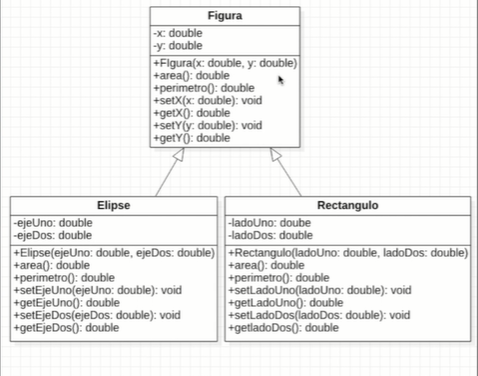 Figura
-x: double
-y: double
+FIgura(x: double, y: double)
+area(): double
+perimetro(): double
+setX(x: double): void
+getX(): double
+setY(y: double): void
+getY(): double
Elipse
-ejeUno: double
-ejeDos: double
+Elipse(ejeUno: double, ejeDos: double)
+area(): double
+perimetro(): double
+setEjeUno(ejeUno: double): void
+getEjeUno(): double
+setEjeDos(ejeDos: double): void
+getEjeDos(): double
Rectangulo
-ladoUno: doube
-ladoDos: double
+Rectangulo(ladoUno: double, ladoDos: double)
+area(): double
+perimetro(): double
+setLadoUno(ladoUno: double): void
+getLadoUno(): double
+setLadoDos(ladoDos: double): void
+getladoDos(): double